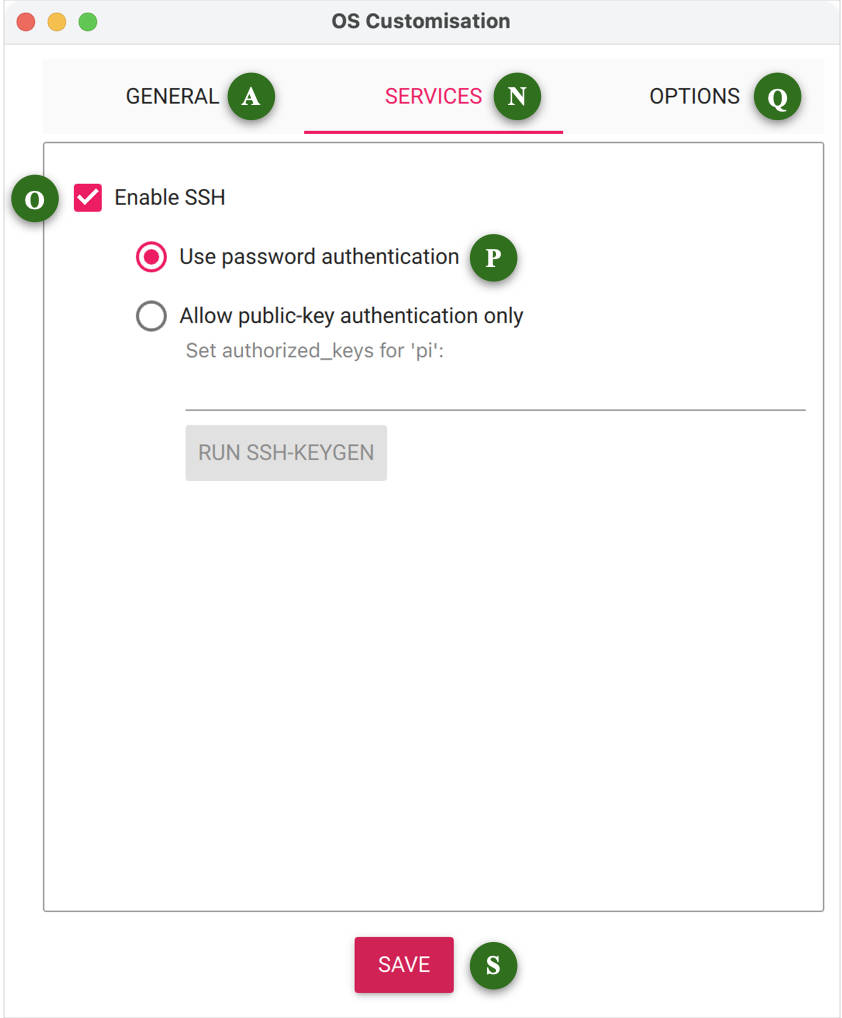 OS Customisation
GENERAL A SERVICES N OPTIONS Q
O Enable SSH
Use password authentication P
Allow public-key authentication only
Set authorized_keys for 'pi':
RUN SSH-KEYGEN
SAVE S